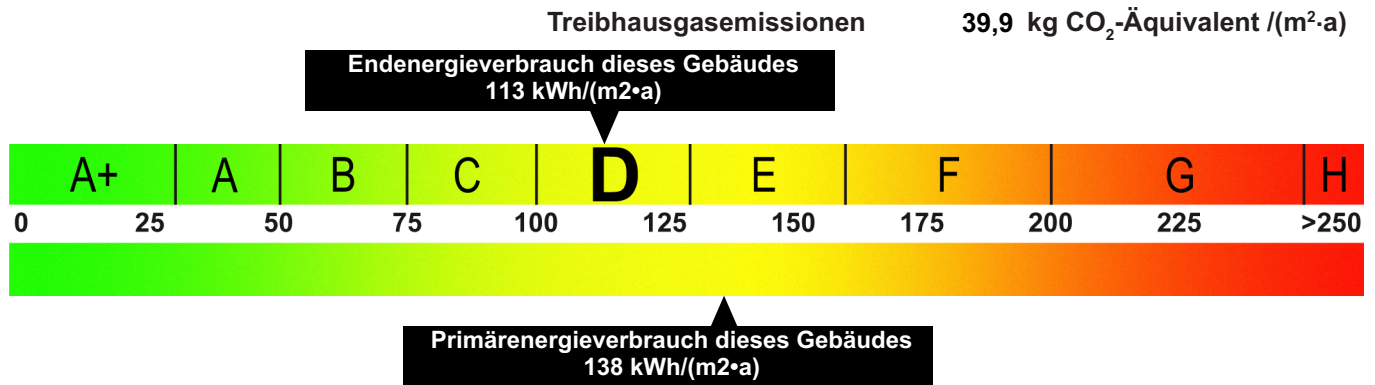 Treibhausgasemissionen 39,9 kg CO₂-Äquivalent /(m²·a)
Endenergieverbrauch dieses Gebäudes
113 kWh/(m2•a)
A+ A B C D E F G H
0 25 50 75 100 125 150 175 200 225 >250
Primärenergieverbrauch dieses Gebäudes
138 kWh/(m2•a)